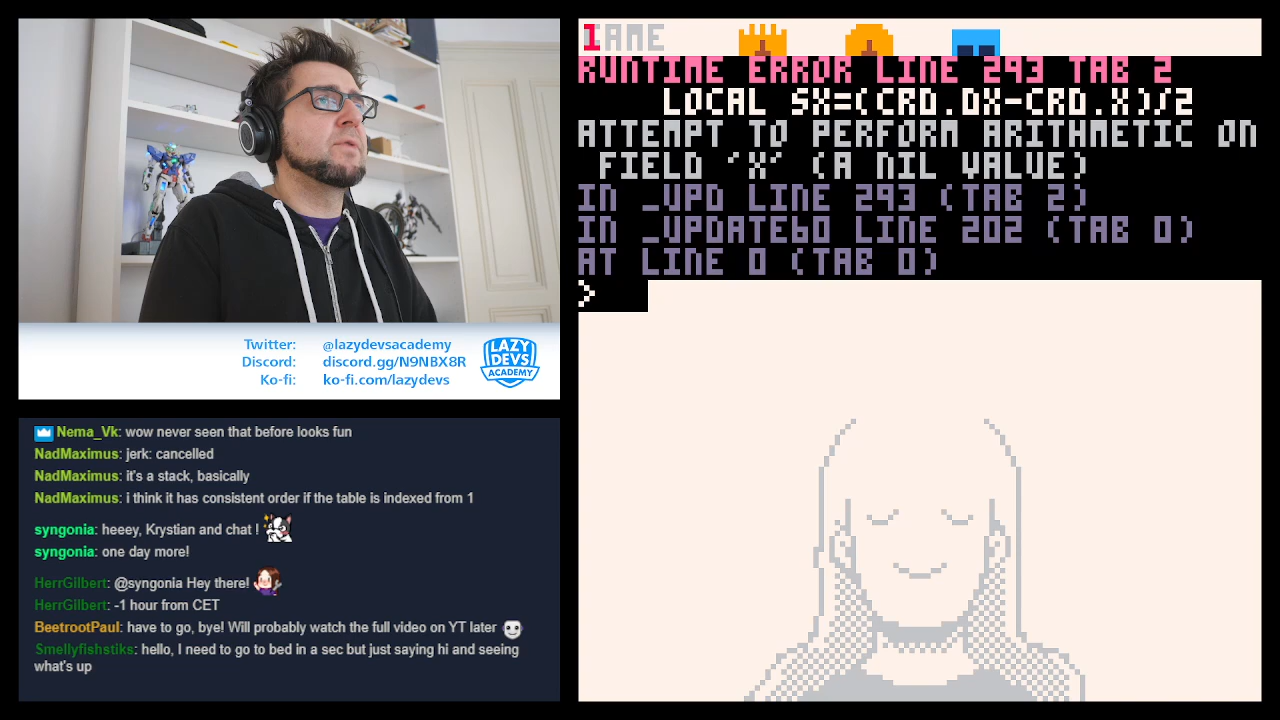 Twitter: @lazydevsacademy
Discord: discord.gg/N9NBX8R
Ko-fi: ko-fi.com/lazydevs
LAZY
DEVS
ACADEMY
Nema_Vk: wow never seen that before looks fun
NadMaximus: jerk: cancelled
NadMaximus: it's a stack, basically
NadMaximus: i think it has consistent order if the table is indexed from 1
syngonia: heeey, Krystian and chat !
syngonia: one day more!
HerrGilbert: @syngonia Hey there!
HerrGilbert: -1 hour from CET
BeetrootPaul: have to go, bye! Will probably watch the full video on YT later
Smellyfishstiks: hello, I need to go to bed in a sec but just saying hi and seeing
what's up
1AME
RUNTIME ERROR LINE 293 TAB 2
LOCAL SX=(CRD.DX-CRD.X)/2
ATTEMPT TO PERFORM ARITHMETIC ON
FIELD 'X' (A NIL VALUE)
IN _UPD LINE 293 (TAB 2)
IN _UPDATE60 LINE 202 (TAB 0)
AT LINE 0 (TAB 0)
>